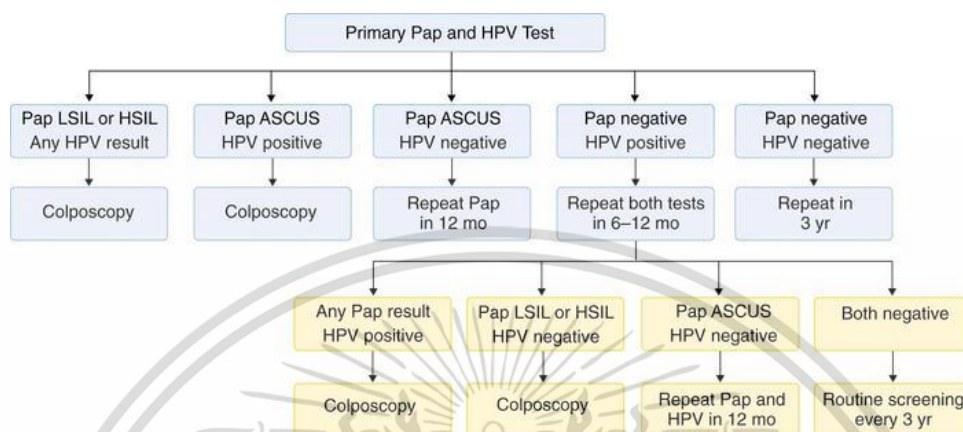 Primary Pap and HPV Test
Pap LSIL or HSIL
Any HPV result
Pap ASCUS
HPV positive
Pap ASCUS
HPV negative
Pap negative
HPV positive
Pap negative
HPV negative
Colposcopy
Colposcopy
Repeat Pap
in 12 mo
Repeat both tests
in 6–12 mo
Repeat in
3 yr
Any Pap result
HPV positive
Pap LSIL or HSIL
HPV negative
Pap ASCUS
HPV negative
Both negative
Colposcopy
Colposcopy
Repeat Pap and
HPV in 12 mo
Routine screening
every 3 yr